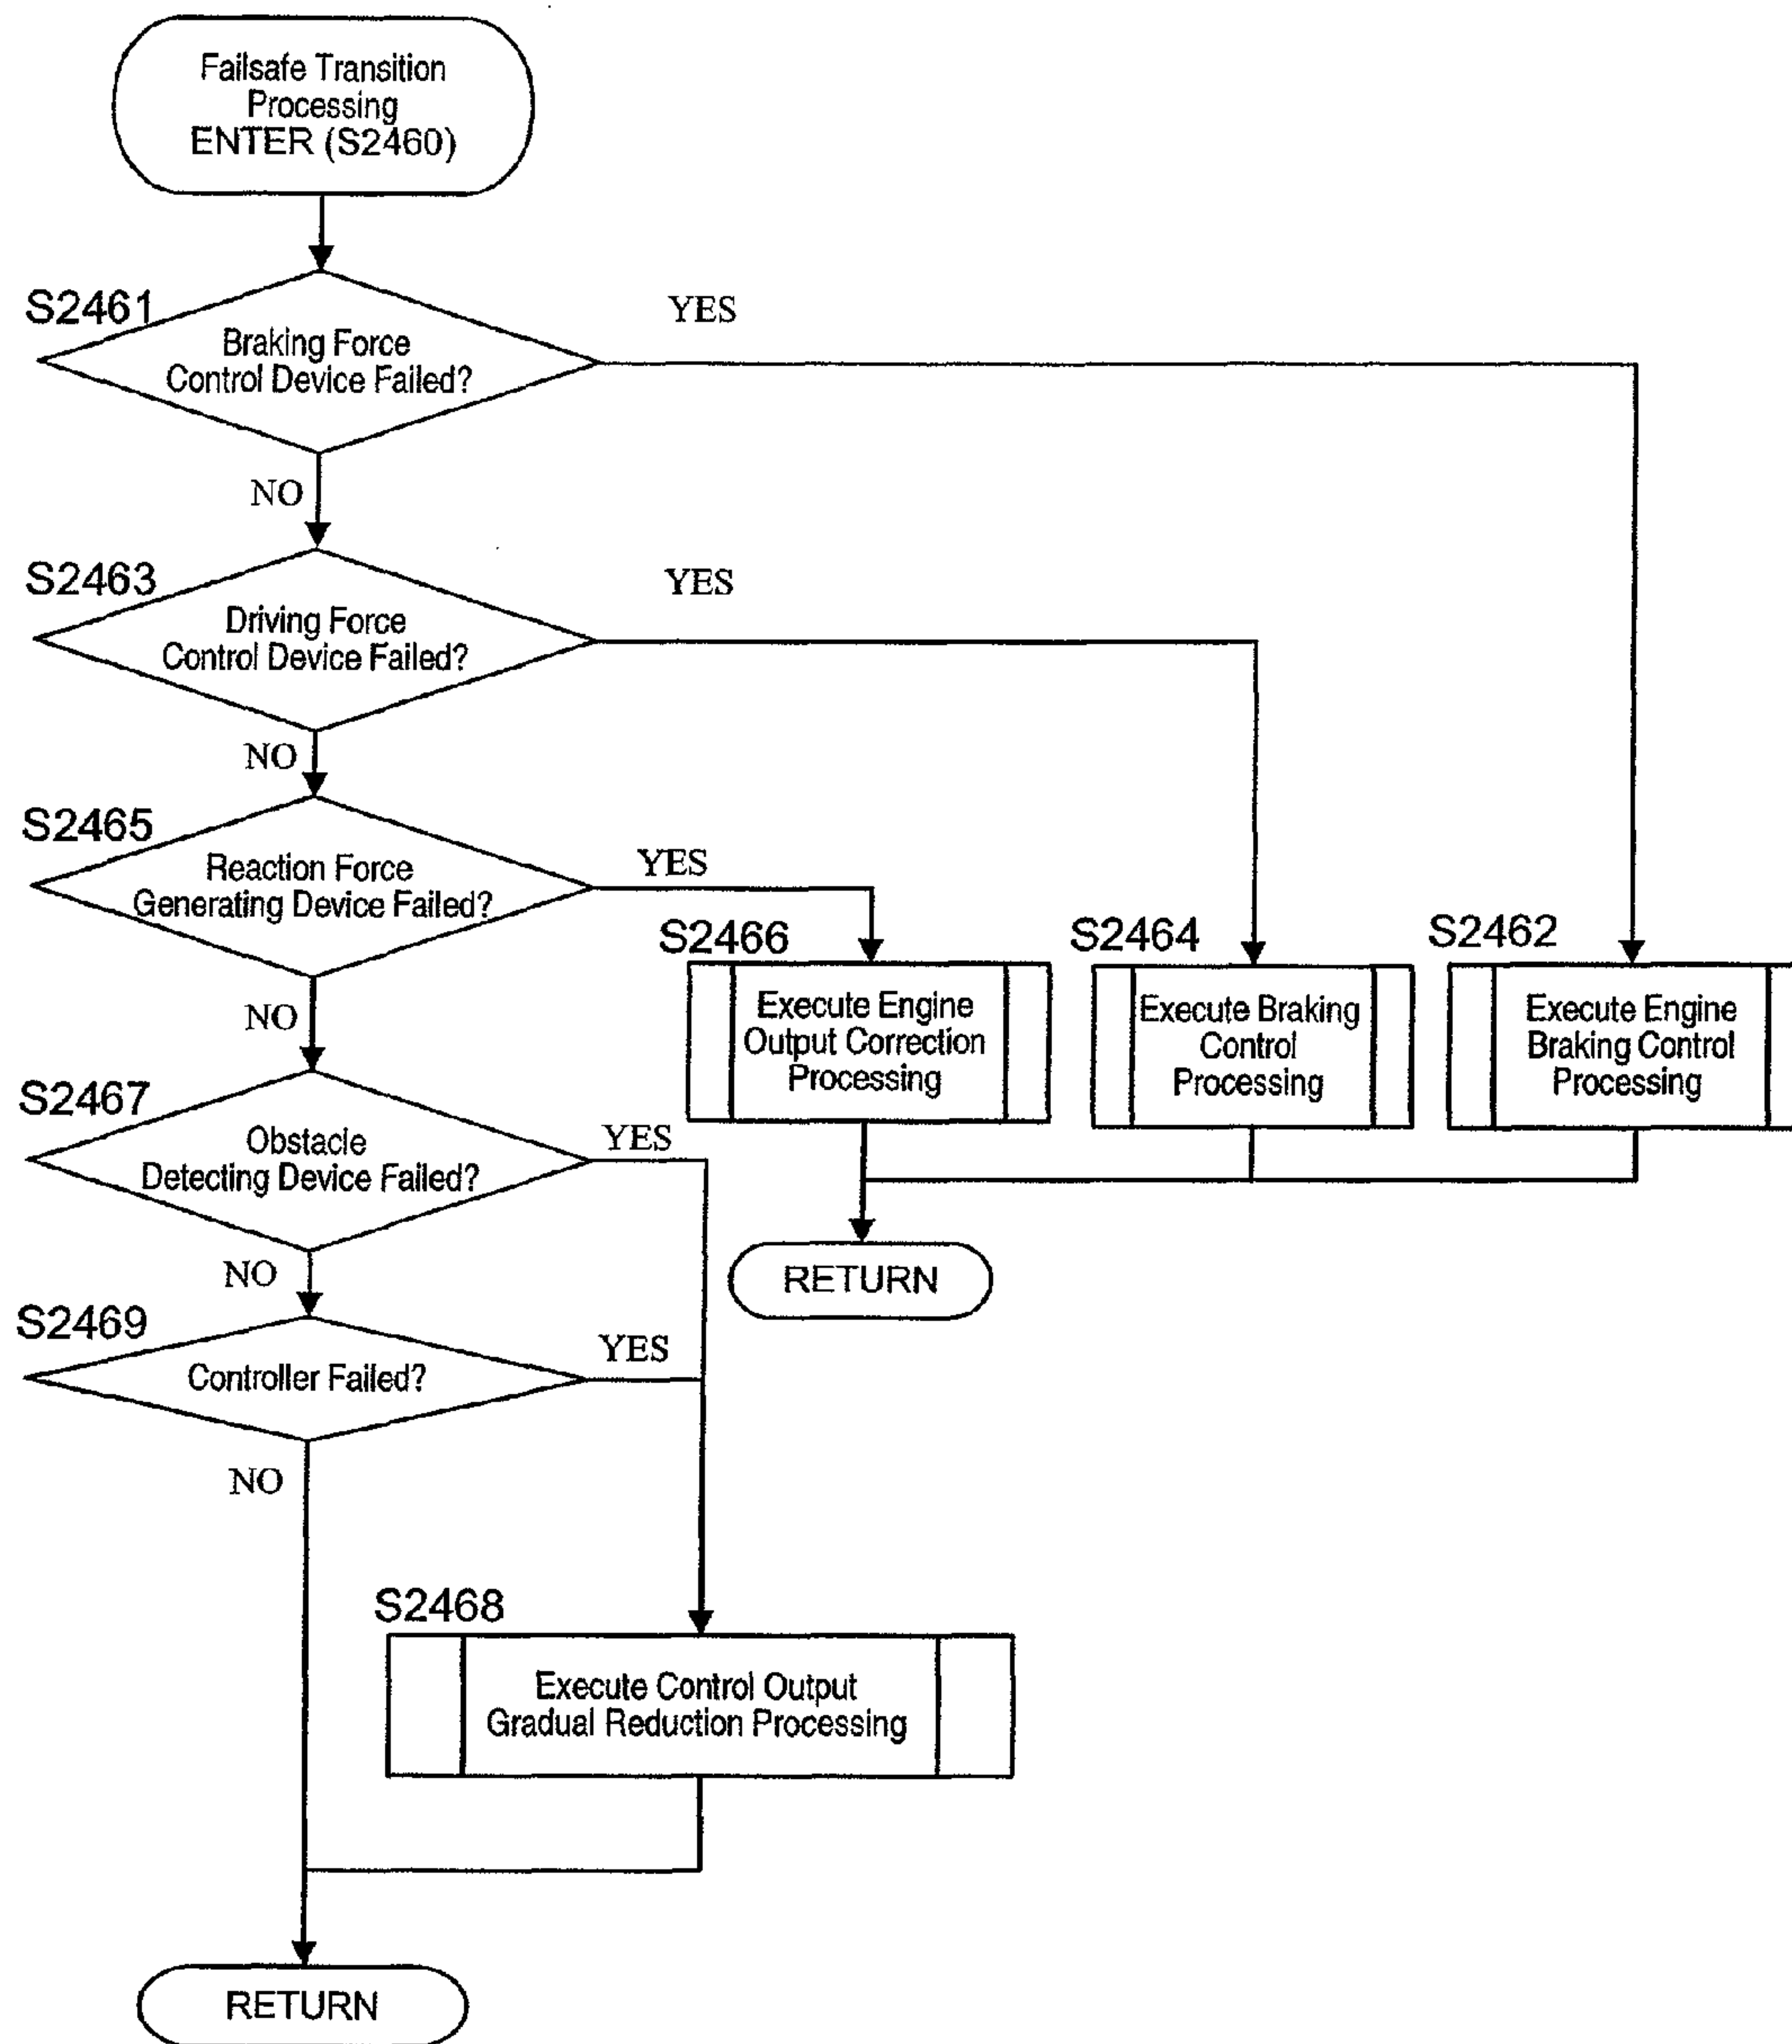 Failsafe Transition
Processing
ENTER (S2460)
S2461
YES
Braking Force
Control Device Failed?
NO
S2463
YES
Driving Force
Control Device Failed?
NO
S2465
YES
Reaction Force
Generating Device Failed?
S2466
S2464
S2462
Execute Engine
Output Correction
Processing
Execute Braking
Control
Processing
Execute Engine
Braking Control
Processing
NO
S2467
YES
Obstacle
Detecting Device Failed?
NO
RETURN
S2469
YES
Controller Failed?
NO
S2468
Execute Control Output
Gradual Reduction Processing
RETURN